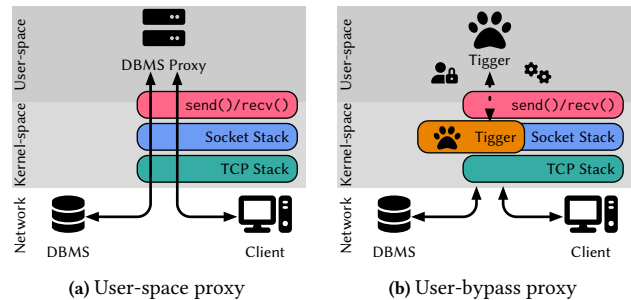 User-space
DBMS Proxy
send()/recv()
Kernel-space
Socket Stack
TCP Stack
Network
DBMS
Client
(a) User-space proxy
User-space
Tigger
send()/recv()
Kernel-space
Tigger
Socket Stack
TCP Stack
Network
DBMS
Client
(b) User-bypass proxy